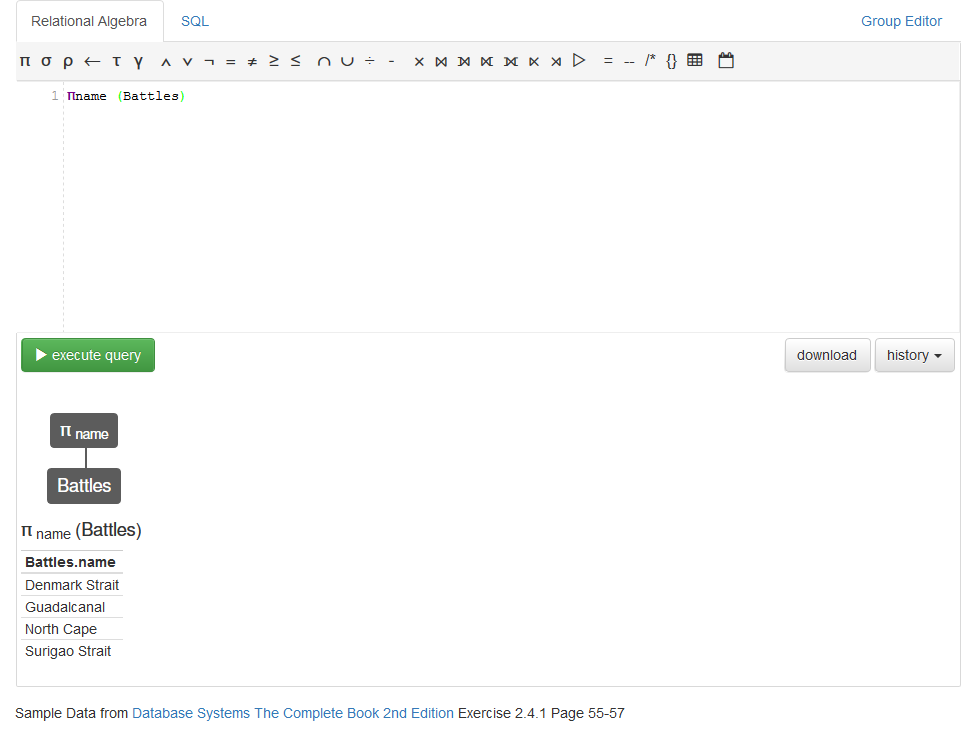 Relational Algebra SQL Group Editor
π σ ρ ← τ γ ∧ ∨ ¬ = ≠ ≥ ≤ ∩ ∪ ÷ - × ⋈ ⟕ ⟖ ⟗ ⋉ ⋊ ▷ = -- /* {}
1 πname (Battles)
execute query download history
π name
Battles
π name (Battles)
Battles.name
Denmark Strait
Guadalcanal
North Cape
Surigao Strait
Sample Data from Database Systems The Complete Book 2nd Edition Exercise 2.4.1 Page 55-57